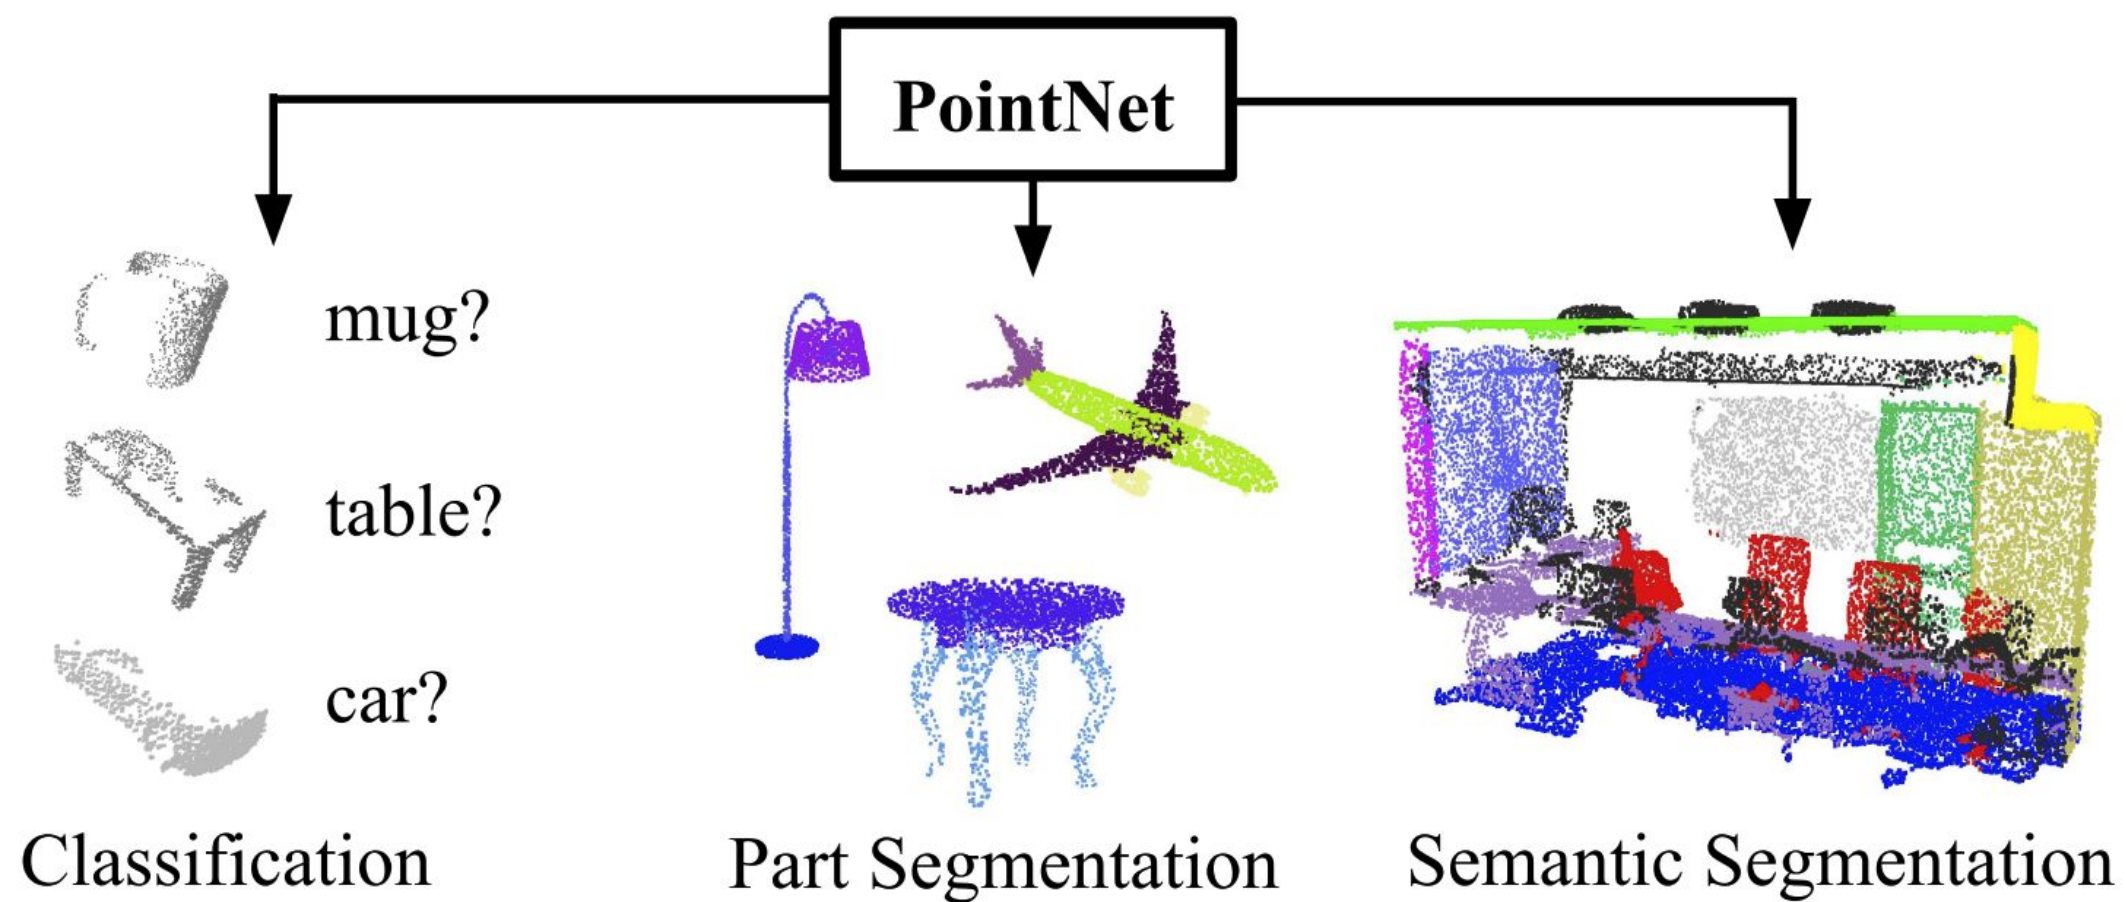 PointNet
mug?
table?
car?
Classification
Part Segmentation
Semantic Segmentation